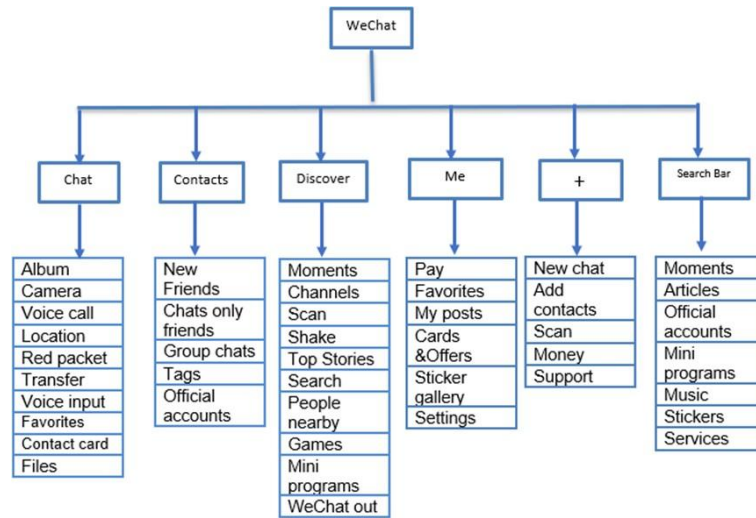 WeChat
Chat
Contacts
Discover
Me
+
Search Bar
Album
Camera
Voice call
Location
Red packet
Transfer
Voice input
Favorites
Contact card
Files
New
Friends
Chats only
friends
Group chats
Tags
Official
accounts
Moments
Channels
Scan
Shake
Top Stories
Search
People
nearby
Games
Mini
programs
WeChat out
Pay
Favorites
My posts
Cards
&Offers
Sticker
gallery
Settings
New chat
Add
contacts
Scan
Money
Support
Moments
Articles
Official
accounts
Mini
programs
Music
Stickers
Services